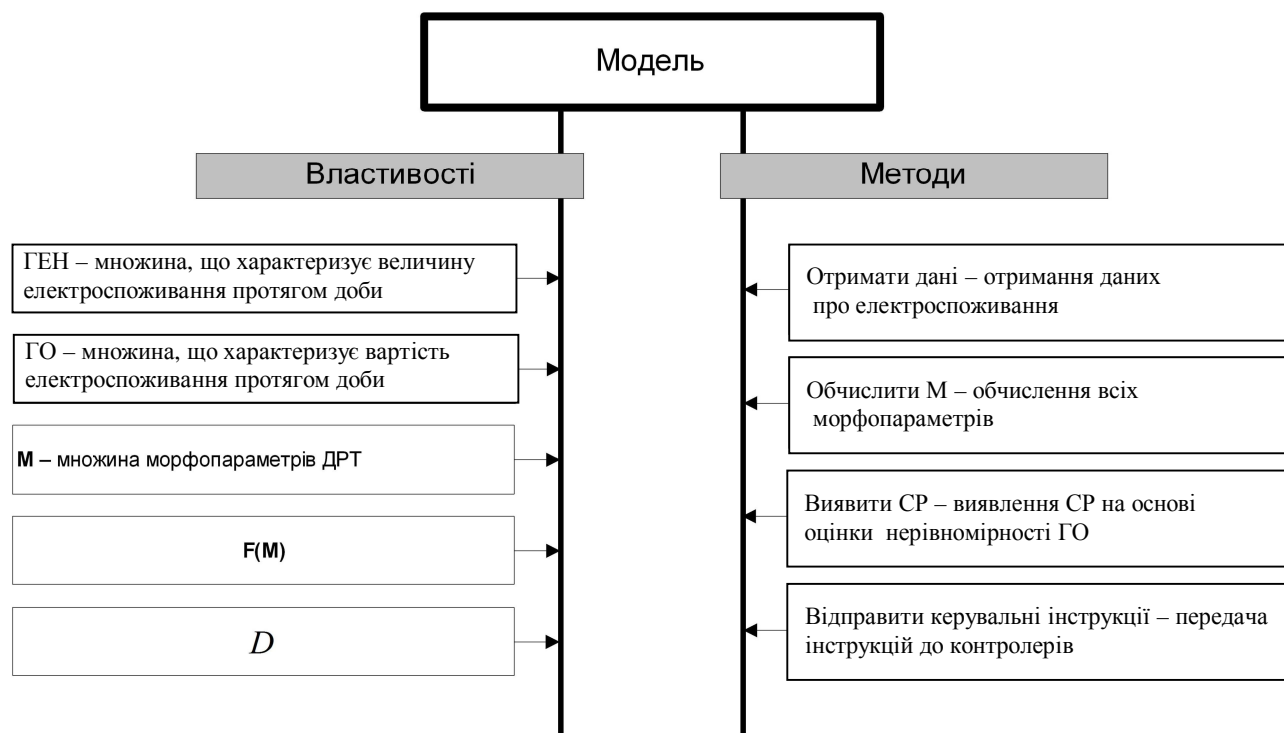 Модель
Властивості
Методи
ГЕН – множина, що характеризує величину
електроспоживання протягом доби
ГО – множина, що характеризує вартість
електроспоживання протягом доби
М – множина морфопараметрів ДРТ
F(M)
D
Отримати дані – отримання даних
про електроспоживання
Обчислити М – обчислення всіх
морфопараметрів
Виявити СР – виявлення СР на основі
оцінки нерівномірності ГО
Відправити керувальні інструкції – передача
інструкцій до контролерів